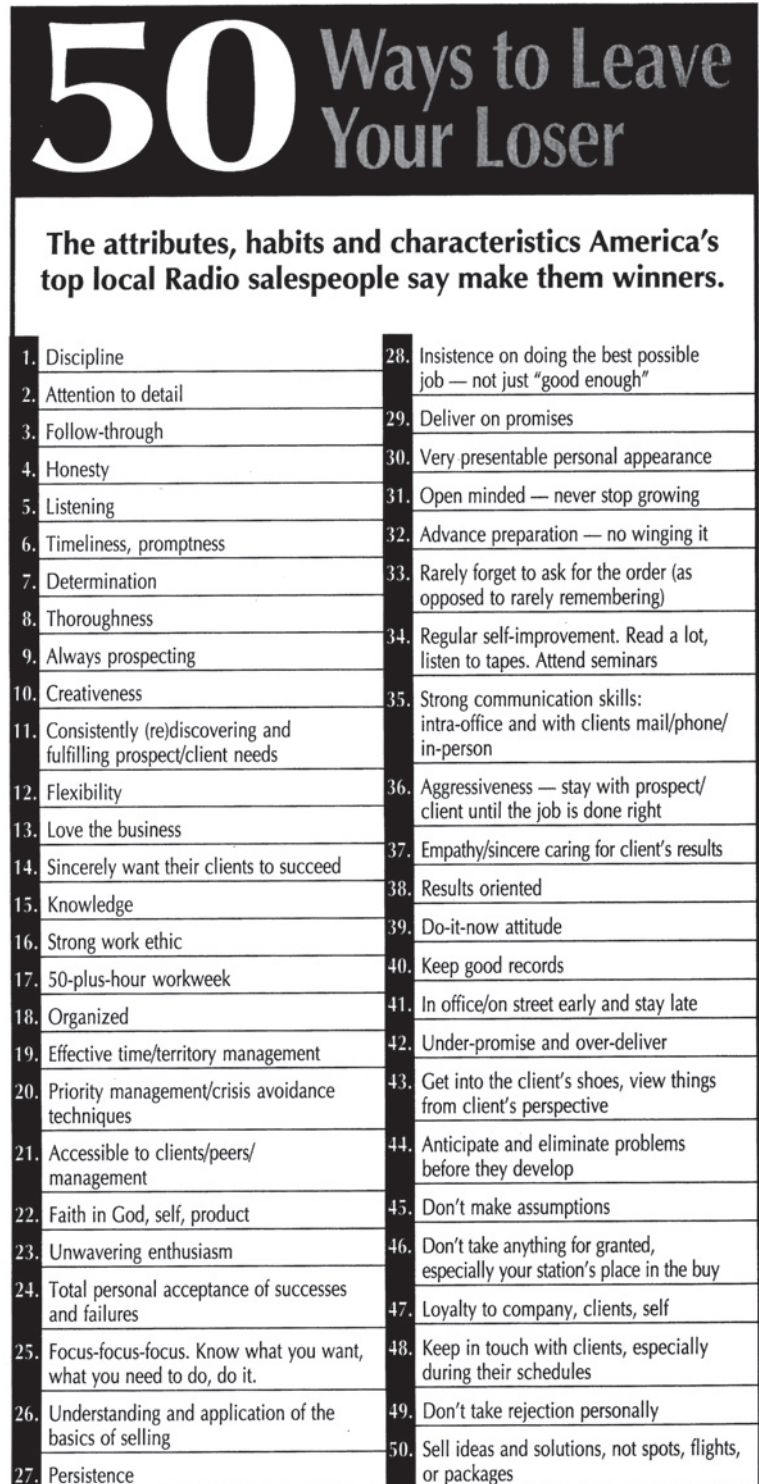 50 Ways to Leave
Your Loser
The attributes, habits and characteristics America's
top local Radio salespeople say make them winners.
1. Discipline
2. Attention to detail
3. Follow-through
4. Honesty
5. Listening
6. Timeliness, promptness
7. Determination
8. Thoroughness
9. Always prospecting
10. Creativeness
11. Consistently (re)discovering and
fulfilling prospect/client needs
12. Flexibility
13. Love the business
14. Sincerely want their clients to succeed
15. Knowledge
16. Strong work ethic
17. 50-plus-hour workweek
18. Organized
19. Effective time/territory management
20. Priority management/crisis avoidance
techniques
21. Accessible to clients/peers/
management
22. Faith in God, self, product
23. Unwavering enthusiasm
24. Total personal acceptance of successes
and failures
25. Focus-focus-focus. Know what you want,
what you need to do, do it.
26. Understanding and application of the
basics of selling
27. Persistence
28. Insistence on doing the best possible
job — not just "good enough"
29. Deliver on promises
30. Very presentable personal appearance
31. Open minded — never stop growing
32. Advance preparation — no winging it
33. Rarely forget to ask for the order (as
opposed to rarely remembering)
34. Regular self-improvement. Read a lot,
listen to tapes. Attend seminars
35. Strong communication skills:
intra-office and with clients mail/phone/
in-person
36. Aggressiveness — stay with prospect/
client until the job is done right
37. Empathy/sincere caring for client's results
38. Results oriented
39. Do-it-now attitude
40. Keep good records
41. In office/on street early and stay late
42. Under-promise and over-deliver
43. Get into the client's shoes, view things
from client's perspective
44. Anticipate and eliminate problems
before they develop
45. Don't make assumptions
46. Don't take anything for granted,
especially your station's place in the buy
47. Loyalty to company, clients, self
48. Keep in touch with clients, especially
during their schedules
49. Don't take rejection personally
50. Sell ideas and solutions, not spots, flights,
or packages